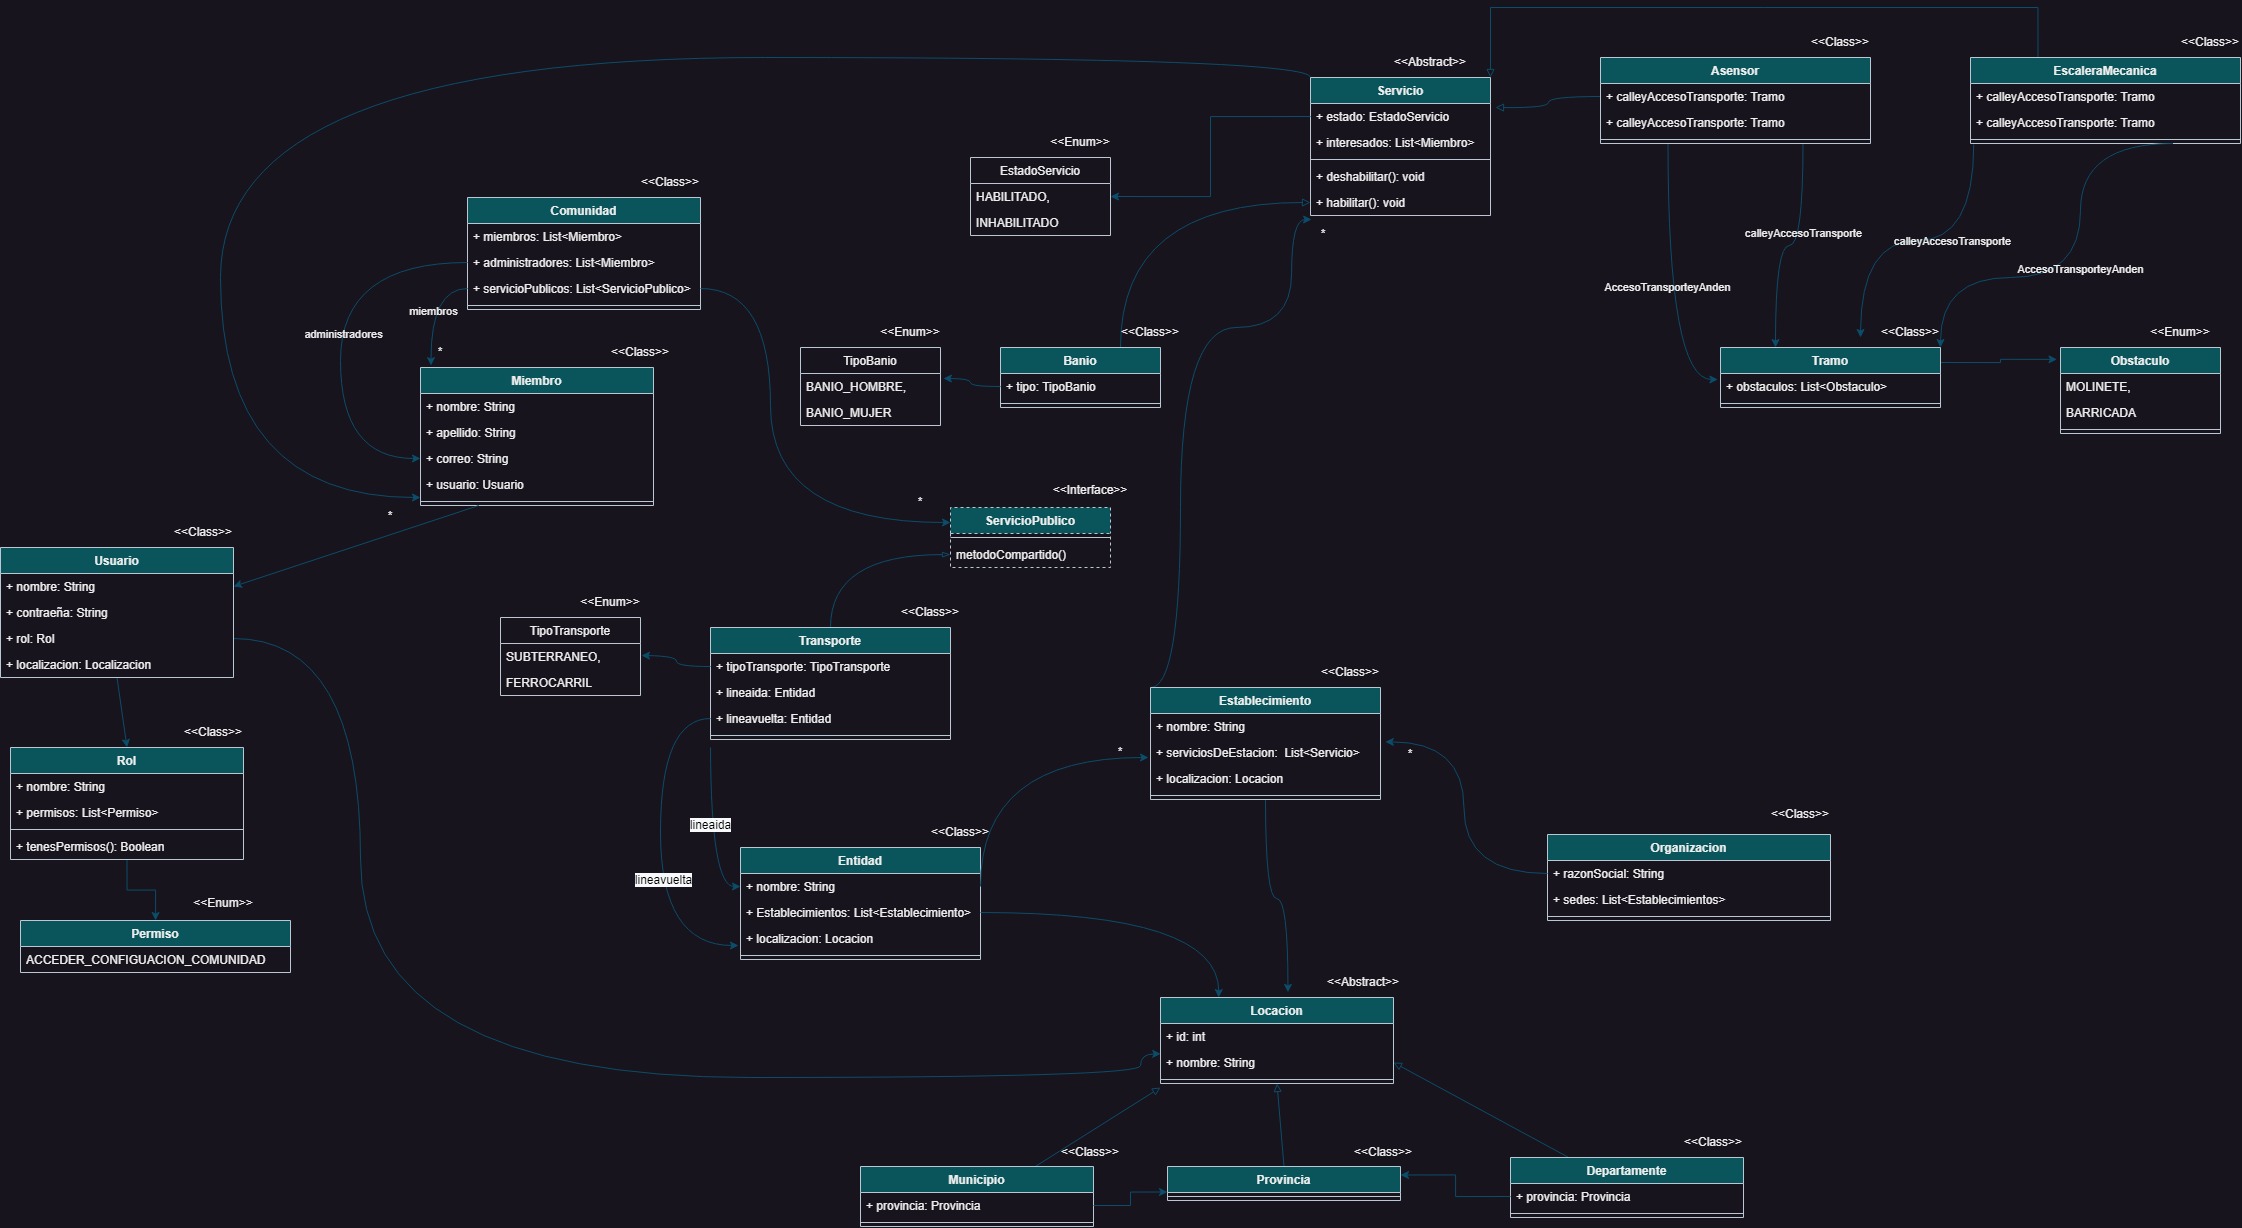 <<Class>>
<<Class>>
<<Abstract>>
Asensor
+ calleyAccesoTransporte: Tramo
+ calleyAccesoTransporte: Tramo
EscaleraMecanica
+ calleyAccesoTransporte: Tramo
+ calleyAccesoTransporte: Tramo
Servicio
+ estado: EstadoServicio
+ interesados: List<Miembro>
+ deshabilitar(): void
+ habilitar(): void
*
<<Enum>>
EstadoServicio
HABILITADO,
INHABILITADO
<<Class>>
Comunidad
+ miembros: List<Miembro>
+ administradores: List<Miembro>
+ servicioPublicos: List<ServicioPublico>
calleyAccesoTransporte
calleyAccesoTransporte
AccesoTransporteyAnden
AccesoTransporteyAnden
miembros
administradores
*
<<Class>>
Miembro
+ nombre: String
+ apellido: String
+ correo: String
+ usuario: Usuario
*
<<Enum>>
TipoBanio
BANIO_HOMBRE,
BANIO_MUJER
<<Class>>
Banio
+ tipo: TipoBanio
<<Class>>
Tramo
+ obstaculos: List<Obstaculo>
<<Enum>>
Obstaculo
MOLINETE,
BARRICADA
*
<<Interface>>
ServicioPublico
metodoCompartido()
<<Class>>
Usuario
+ nombre: String
+ contraeña: String
+ rol: Rol
+ localizacion: Localizacion
<<Enum>>
TipoTransporte
SUBTERRANEO,
FERROCARRIL
<<Class>>
Transporte
+ tipoTransporte: TipoTransporte
+ lineaida: Entidad
+ lineavuelta: Entidad
<<Class>>
Establecimiento
+ nombre: String
+ serviciosDeEstacion:  List<Servicio>
+ localizacion: Locacion
*
*
<<Class>>
Rol
+ nombre: String
+ permisos: List<Permiso>
+ tenesPermisos(): Boolean
lineaida
lineavuelta
<<Class>>
Entidad
+ nombre: String
+ Establecimientos: List<Establecimiento>
+ localizacion: Locacion
<<Class>>
Organizacion
+ razonSocial: String
+ sedes: List<Establecimientos>
<<Enum>>
Permiso
ACCEDER_CONFIGUACION_COMUNIDAD
<<Abstract>>
Locacion
+ id: int
+ nombre: String
<<Class>>
Municipio
+ provincia: Provincia
<<Class>>
Provincia
<<Class>>
Departamente
+ provincia: Provincia